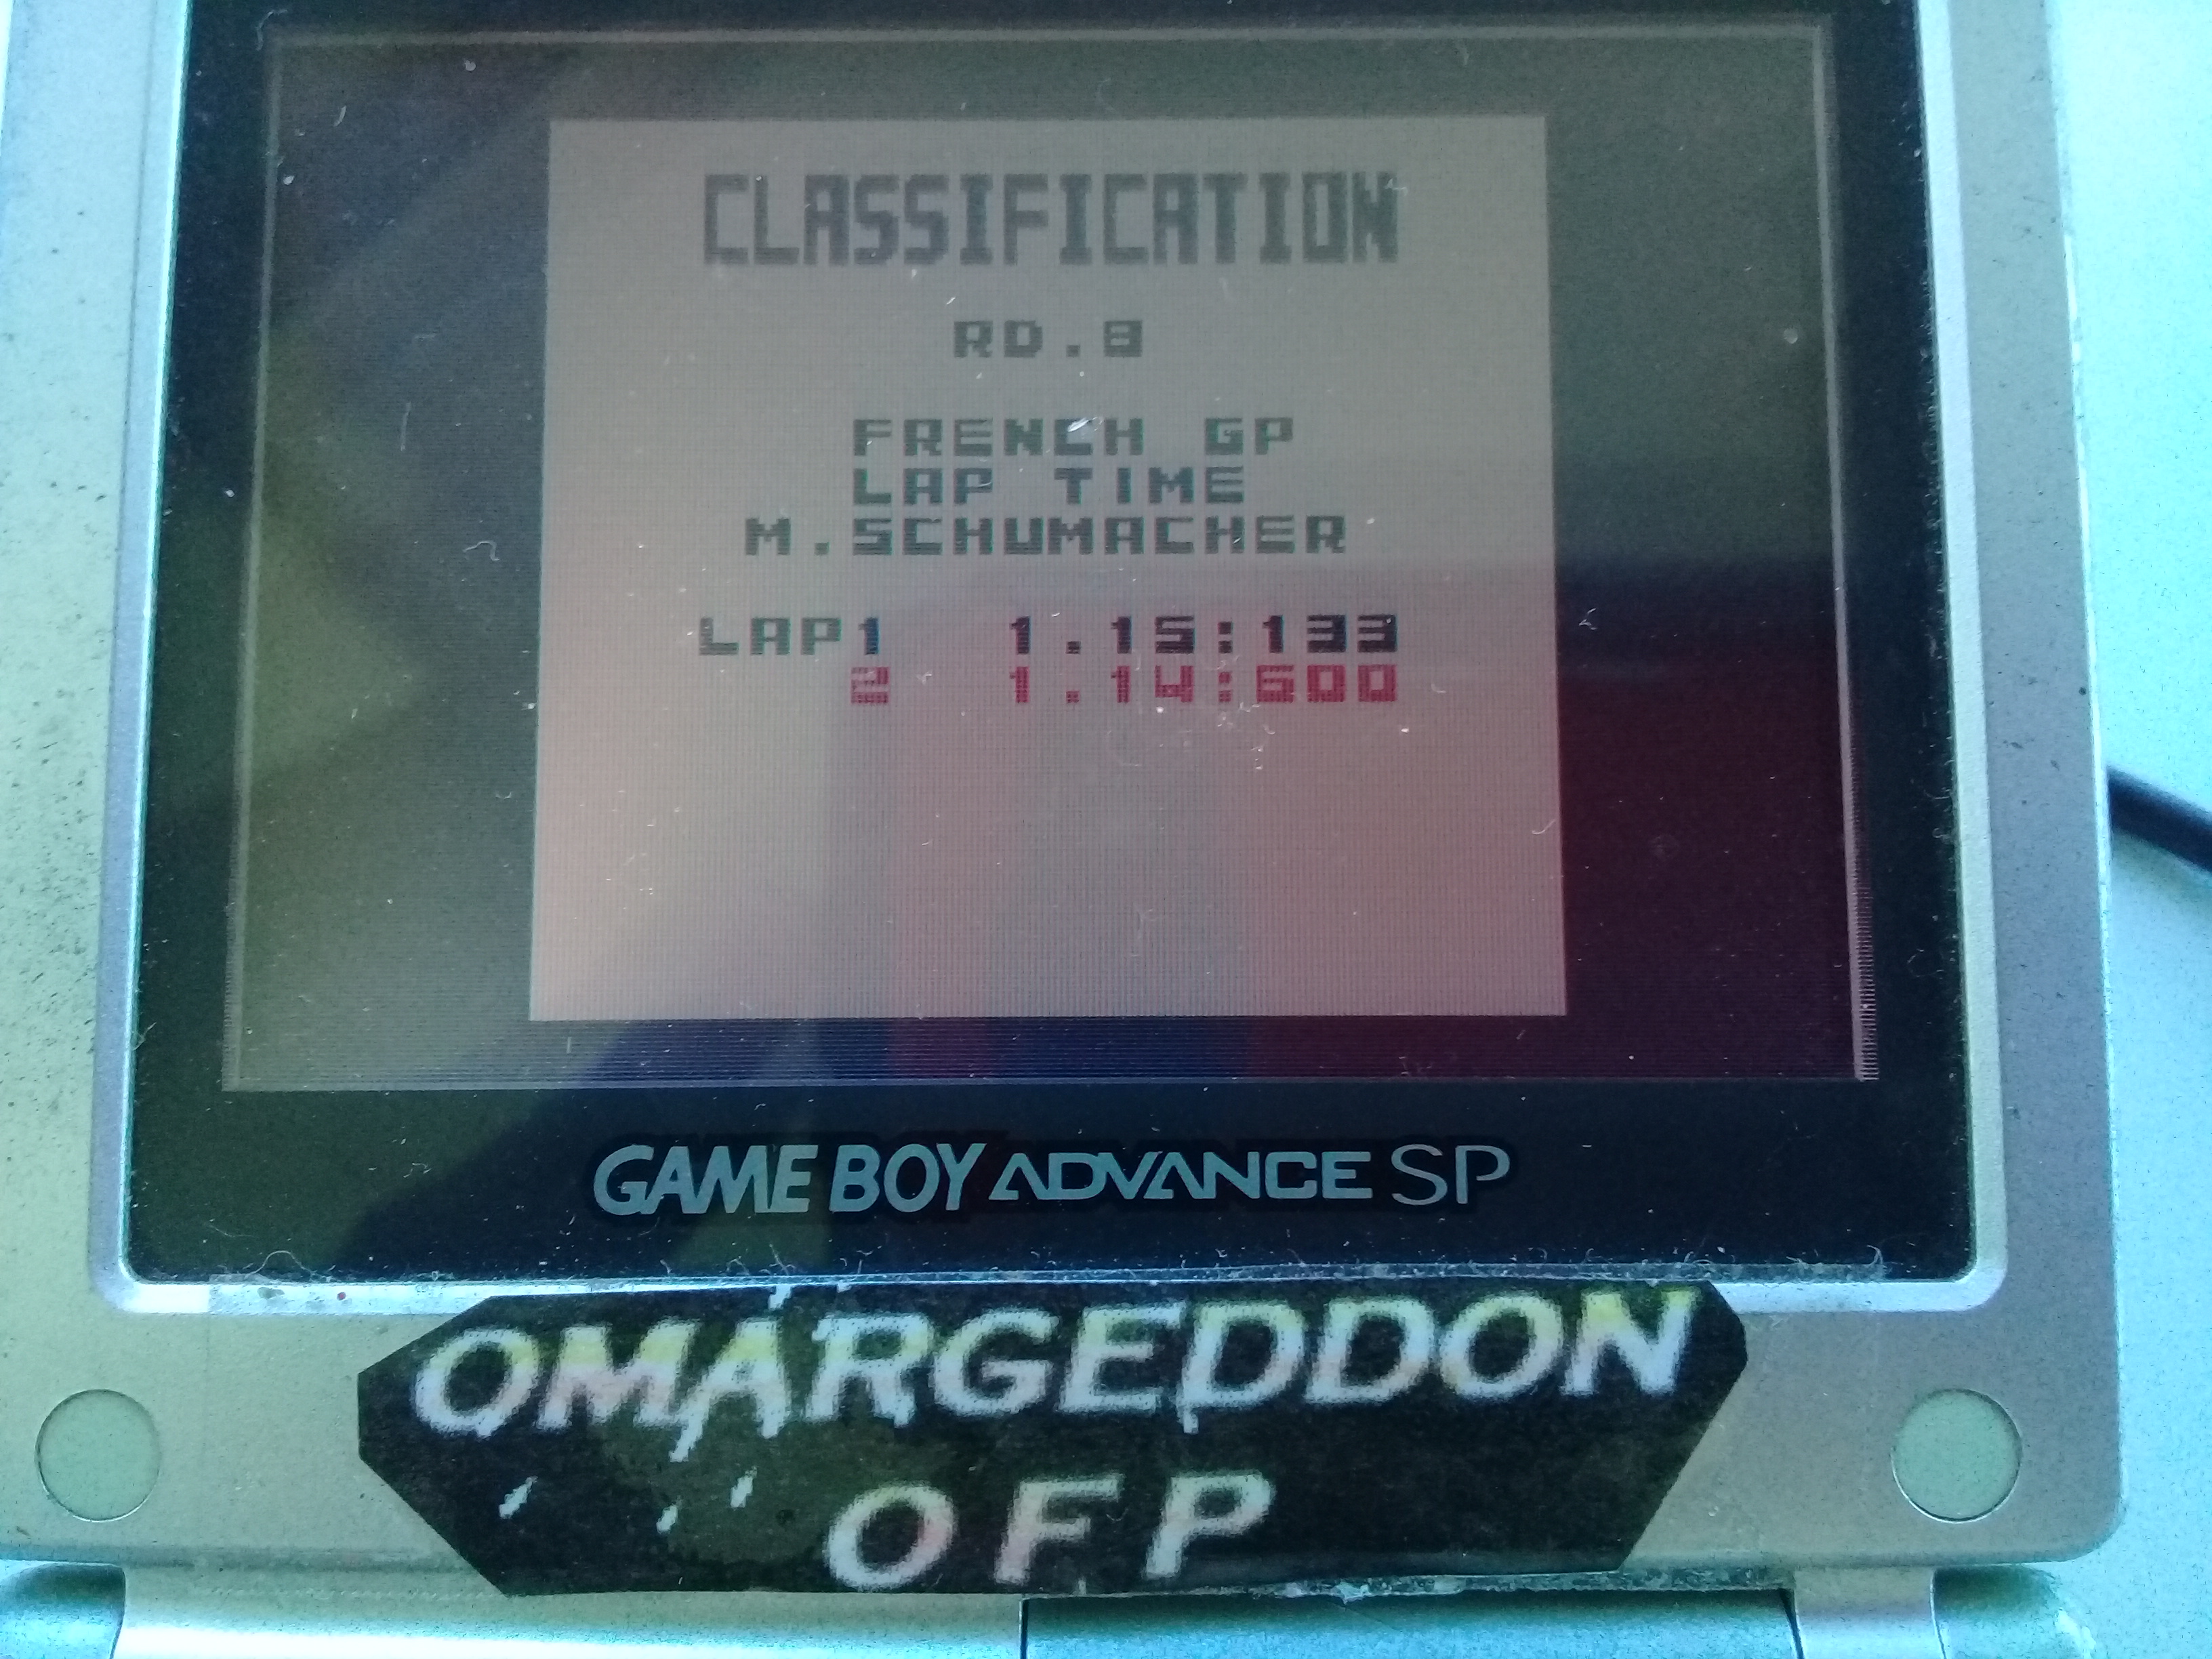 CLASSIFICATION
RD.8
FRENCH GP
LAP TIME
M.SCHUMACHER
LAP1 1.15:133
2 1.14:600
GAME BOY ADVANCE SP
OMARGEDDON
OFP